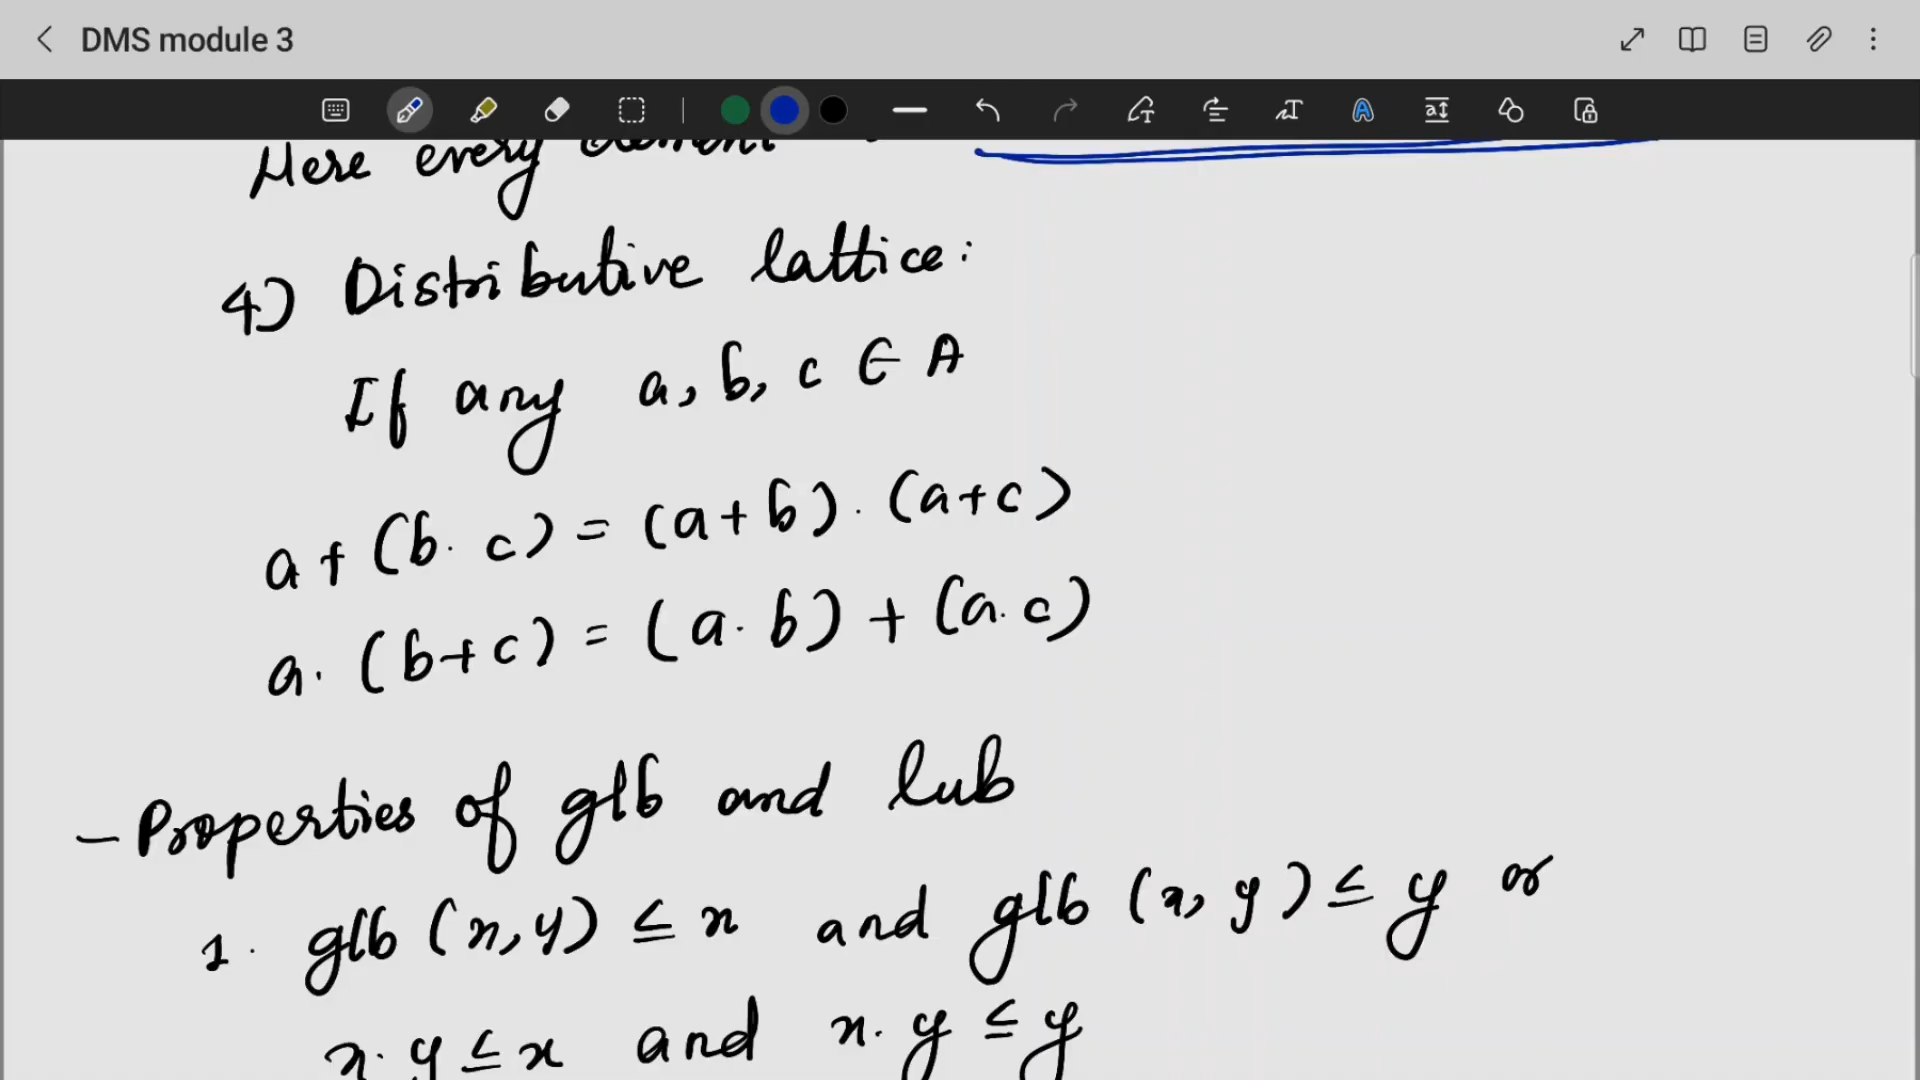 DMS module 3
Here every element
4) Distributive lattice:
If any a, b, c ∈ A
a + (b. c) = (a + b) . (a+c)
a. (b+c) = (a. b) + (a. c)
- Properties of glb and lub
1. glb (x, y) ≤ x and glb (x, y) ≤ y or
x. y ≤ x and x. y ≤ y